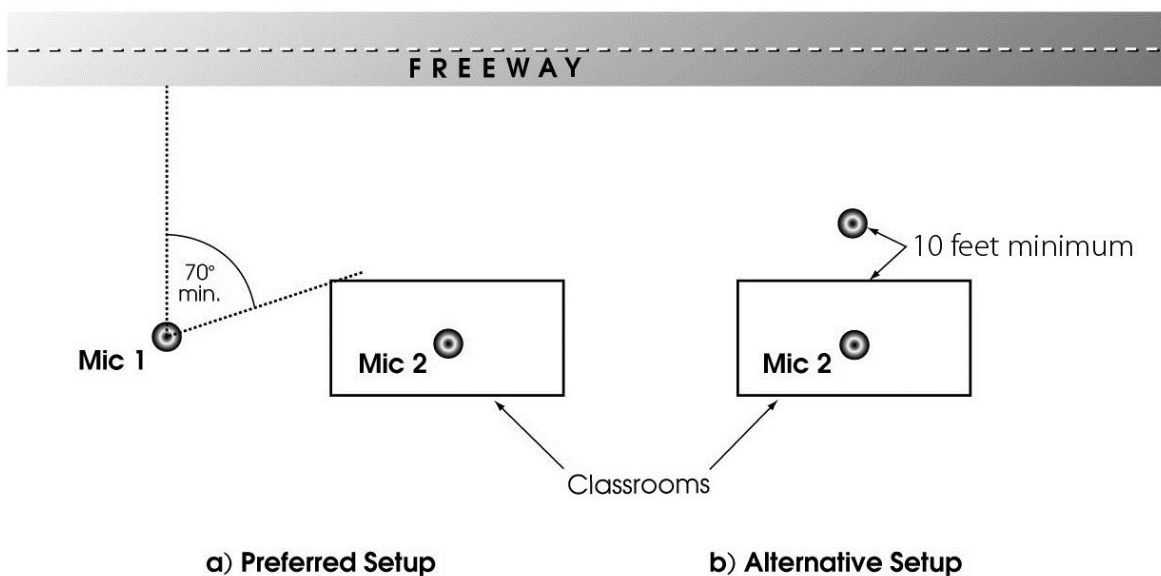 FREEWAY
70°
min.
Mic 1
Mic 2
10 feet minimum
Mic 2
Classrooms
a) Preferred Setup
b) Alternative Setup